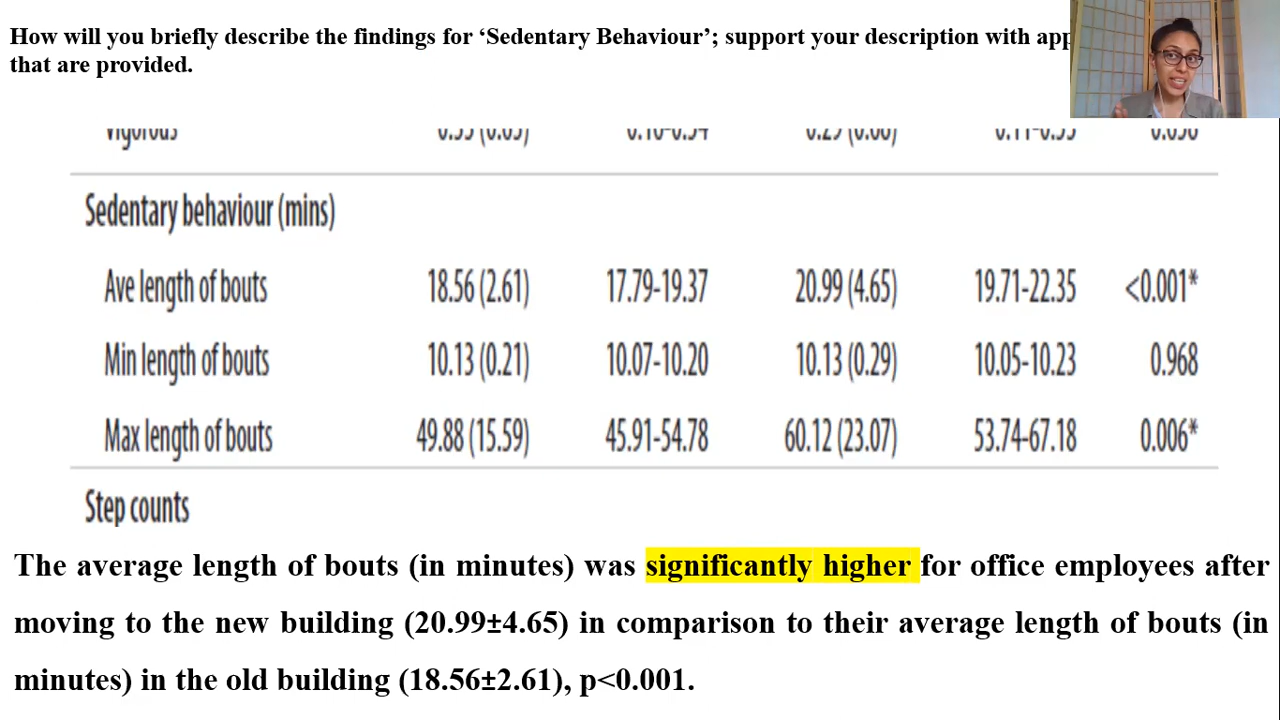 How will you briefly describe the findings for ‘Sedentary Behaviour’; support your description with
that are provided.
Sedentary behaviour (mins)
Ave length of bouts 18.56 (2.61) 17.79-19.37 20.99 (4.65) 19.71-22.35 <0.001*
Min length of bouts 10.13 (0.21) 10.07-10.20 10.13 (0.29) 10.05-10.23 0.968
Max length of bouts 49.88 (15.59) 45.91-54.78 60.12 (23.07) 53.74-67.18 0.006*
Step counts
The average length of bouts (in minutes) was significantly higher for office employees after
moving to the new building (20.99±4.65) in comparison to their average length of bouts (in
minutes) in the old building (18.56±2.61), p<0.001.